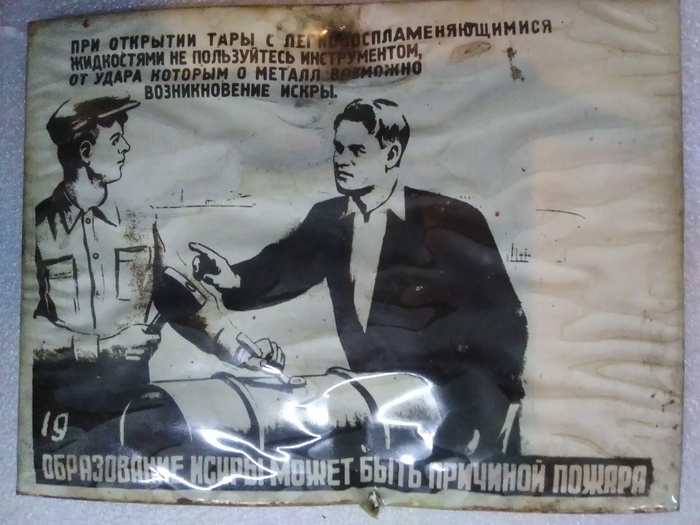 ПРИ ОТКРЫТИИ ТАРЫ С ЛЕГКОВОСПЛАМЕНЯЮЩИМИСЯ
ЖИДКОСТЯМИ НЕ ПОЛЬЗУЙТЕСЬ ИНСТРУМЕНТОМ,
ОТ УДАРА КОТОРЫМ О МЕТАЛЛ ВОЗМОЖНО
ВОЗНИКНОВЕНИЕ ИСКРЫ.
19
ОБРАЗОВАНИЕ ИСКРЫ МОЖЕТ БЫТЬ ПРИЧИНОЙ ПОЖАРА